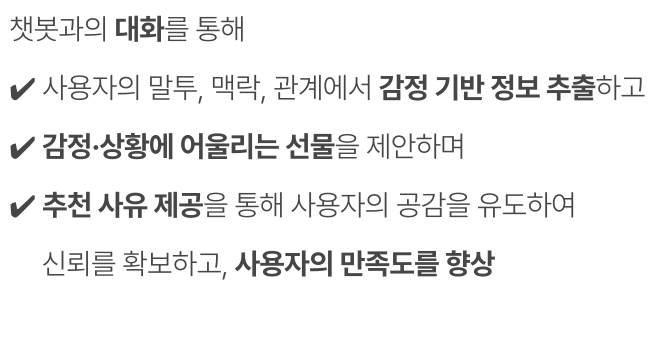 챗봇과의 대화를 통해
✔ 사용자의 말투, 맥락, 관계에서 감정 기반 정보 추출하고
✔ 감정·상황에 어울리는 선물을 제안하며
✔ 추천 사유 제공을 통해 사용자의 공감을 유도하여
신뢰를 확보하고, 사용자의 만족도를 향상